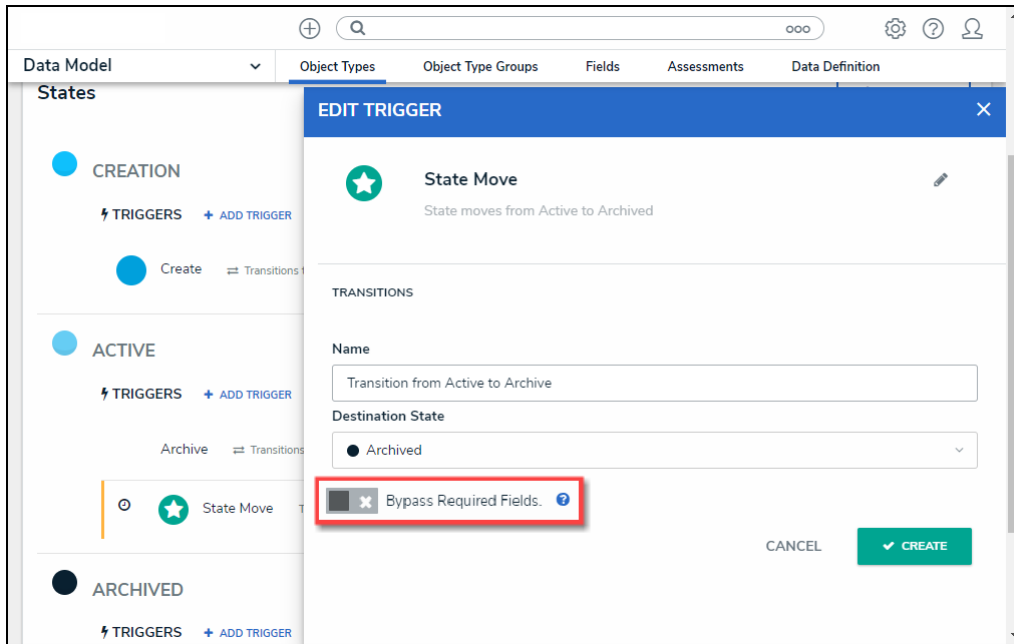 Data Model
Object Types
Object Type Groups
Fields
Assessments
Data Definition
States
CREATION
TRIGGERS
+ ADD TRIGGER
Create
Transitions t
ACTIVE
TRIGGERS
+ ADD TRIGGER
Archive
Transitions
State Move
T
ARCHIVED
TRIGGERS
+ ADD TRIGGER
EDIT TRIGGER
State Move
State moves from Active to Archived
TRANSITIONS
Name
Transition from Active to Archive
Destination State
Archived
Bypass Required Fields.
CANCEL
CREATE